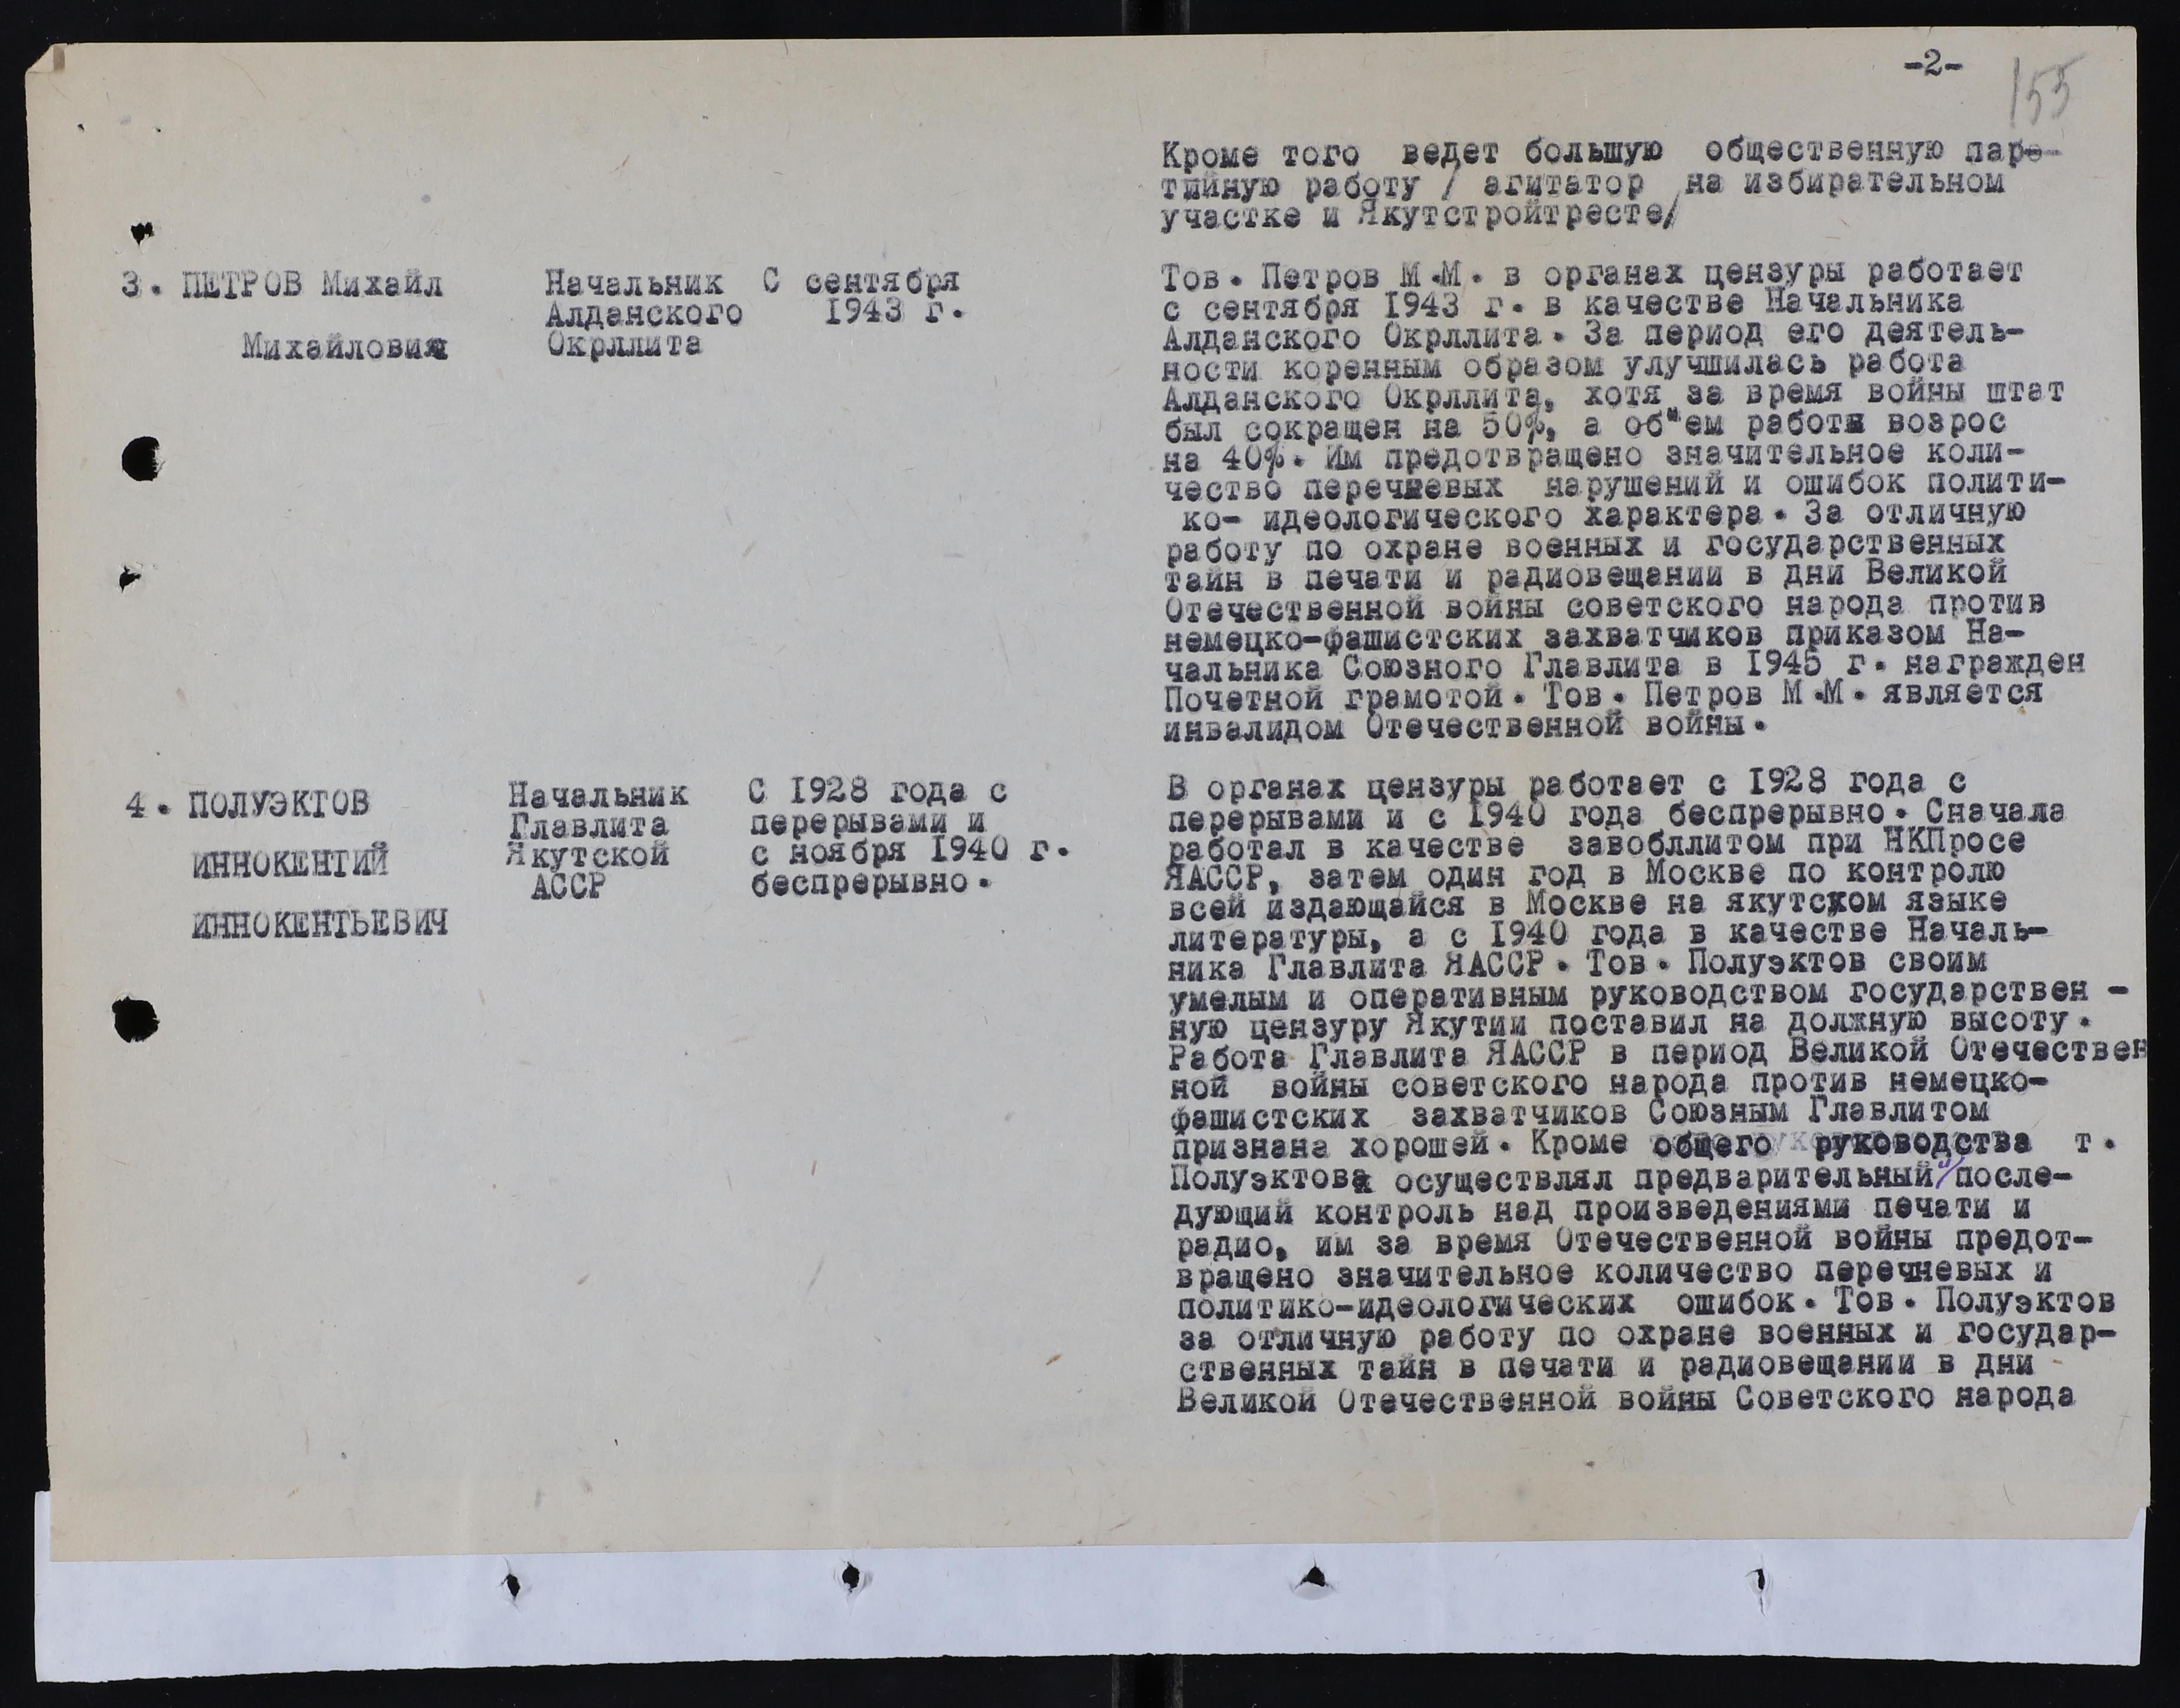 -2-
155
Кроме того ведет большую общественную пар-
тийную работу / агитатор на избирательном
участке и Якутстройтресте/
3. ПЕТРОВ Михаил
Михайлович
Начальник
Алданского
Окрллита
С сентября
1943 г.
Тов. Петров М.М. в органах цензуры работает
с сентября 1943 г. в качестве Начальника
Алданского Окрллита. За период его деятель-
ности коренным образом улучшилась работа
Алданского Окрллита, хотя за время войны штат
был сокращен на 50%, а об"ем работы возрос
на 40%. Им предотвращено значительное коли-
чество перечневых нарушений и ошибок полити-
ко- идеологического характера. За отличную
работу по охране военных и государственных
тайн в печати и радиовещании в дни Великой
Отечественной войны советского народа против
немецко-фашистских захватчиков приказом На-
чальника Союзного Главлита в 1945 г. награжден
Почетной грамотой. Тов. Петров М.М. является
инвалидом Отечественной войны.
4. ПОЛУЭКТОВ
ИННОКЕНТИЙ
ИННОКЕНТЬЕВИЧ
Начальник
Главлита
Якутской
АССР
С 1928 года с
перерывами и
с ноября 1940 г.
беспрерывно.
В органах цензуры работает с 1928 года с
перерывами и с 1940 года беспрерывно. Сначала
работал в качестве завобллитом при НКПросе
ЯАССР, затем один год в Москве по контролю
всей издающайся в Москве на якутском языке
литературы, а с 1940 года в качестве Началь-
ника Главлита ЯАССР. Тов. Полуэктов своим
умелым и оперативным руководством государствен -
ную цензуру Якутии поставил на должную высоту.
Работа Главлита ЯАССР в период Великой Отечествен
ной войны советского народа против немецко-
фашистских захватчиков Союзным Главлитом
признана хорошей. Кроме общего руководства т.
Полуэктов осуществлял предварительный и после-
дующий контроль над произведениями печати и
радио, им за время Отечественной войны предот-
вращено значительное количество перечневых и
политико-идеологических ошибок. Тов. Полуэктов
за отличную работу по охране военных и государ-
ственных тайн в печати и радиовещании в дни
Великой Отечественной войны Советского народа